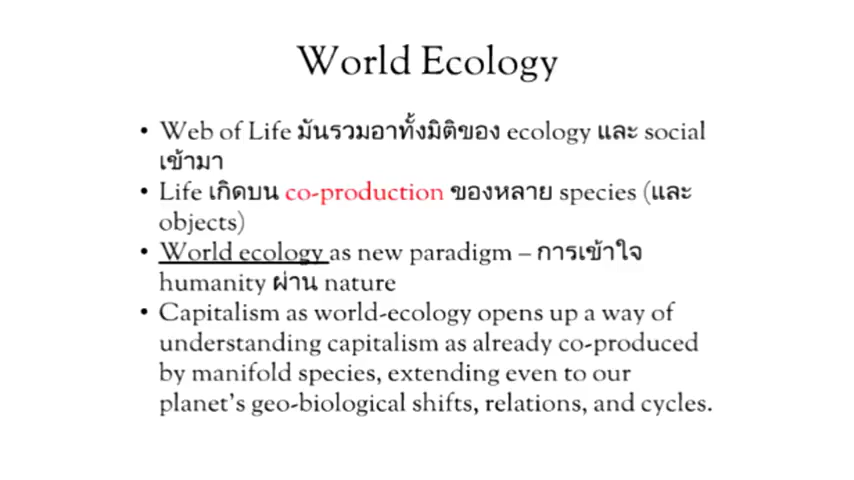 World Ecology
• Web of Life มันรวมอาทั้งมิติของ ecology และ social
เข้ามา
• Life เกิดบน co-production ของหลาย species (และ
objects)
• World ecology as new paradigm – การเข้าใจ
humanity ผ่าน nature
• Capitalism as world-ecology opens up a way of
understanding capitalism as already co-produced
by manifold species, extending even to our
planet's geo-biological shifts, relations, and cycles.